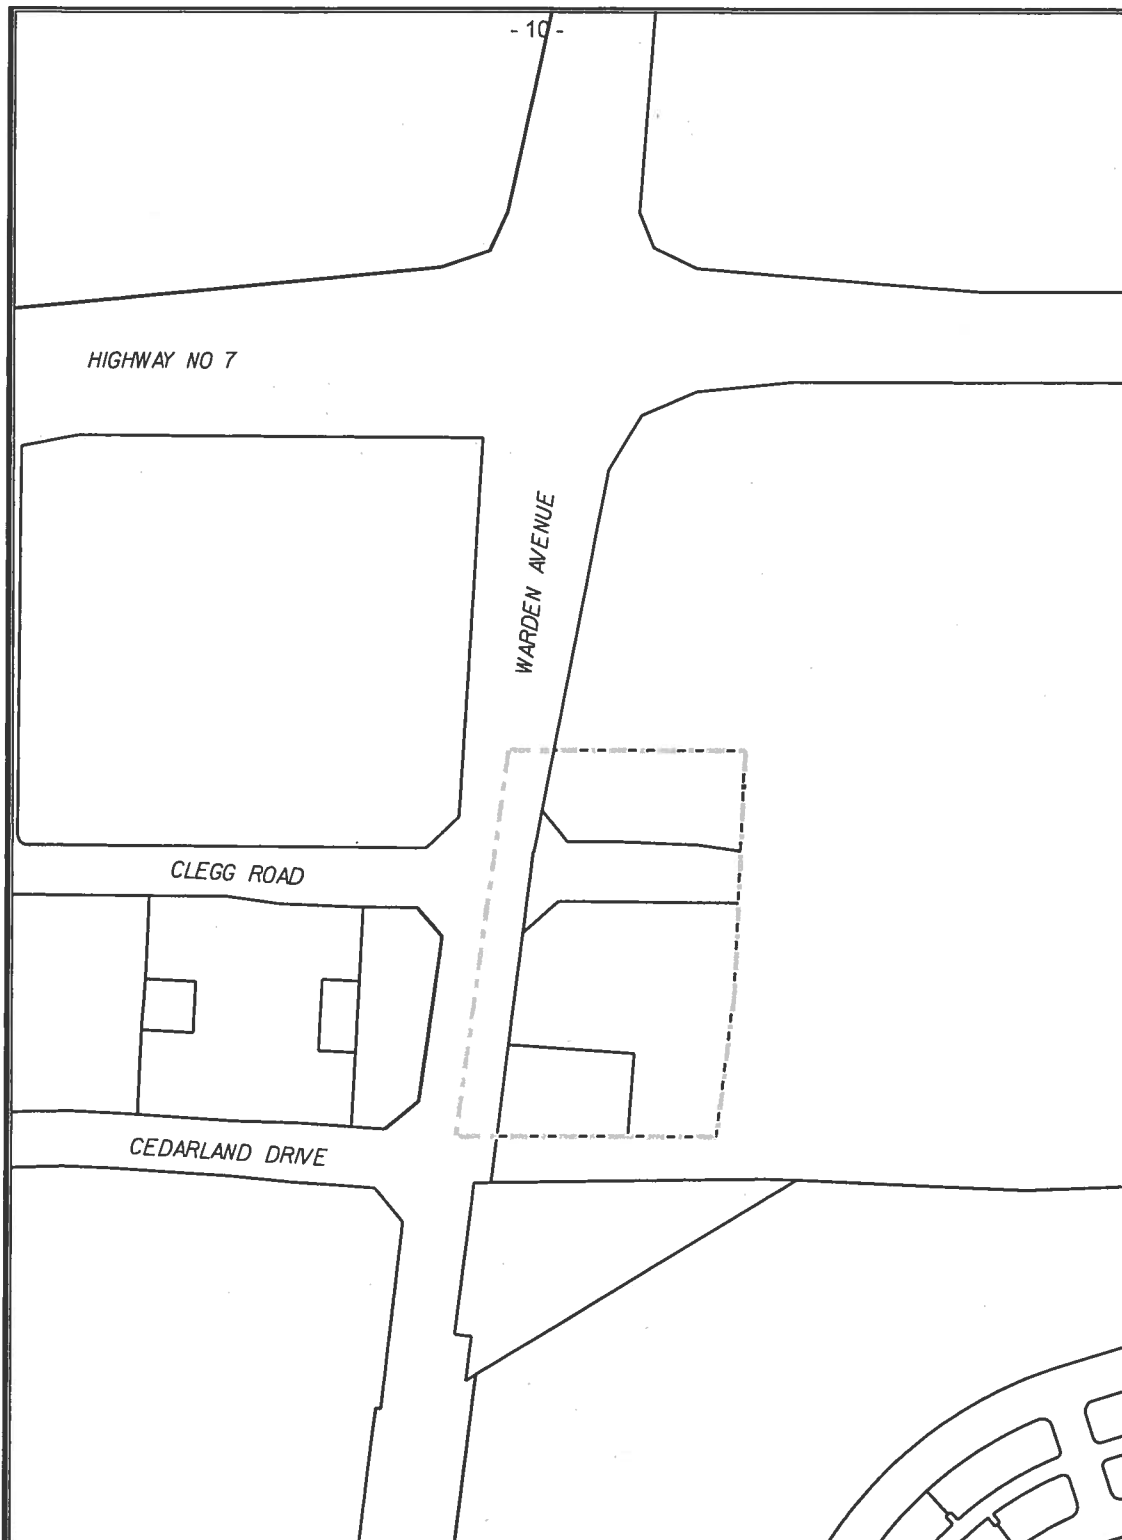 - 10 -
HIGHWAY NO 7
WARDEN AVENUE
CLEGG ROAD
CEDARLAND DRIVE